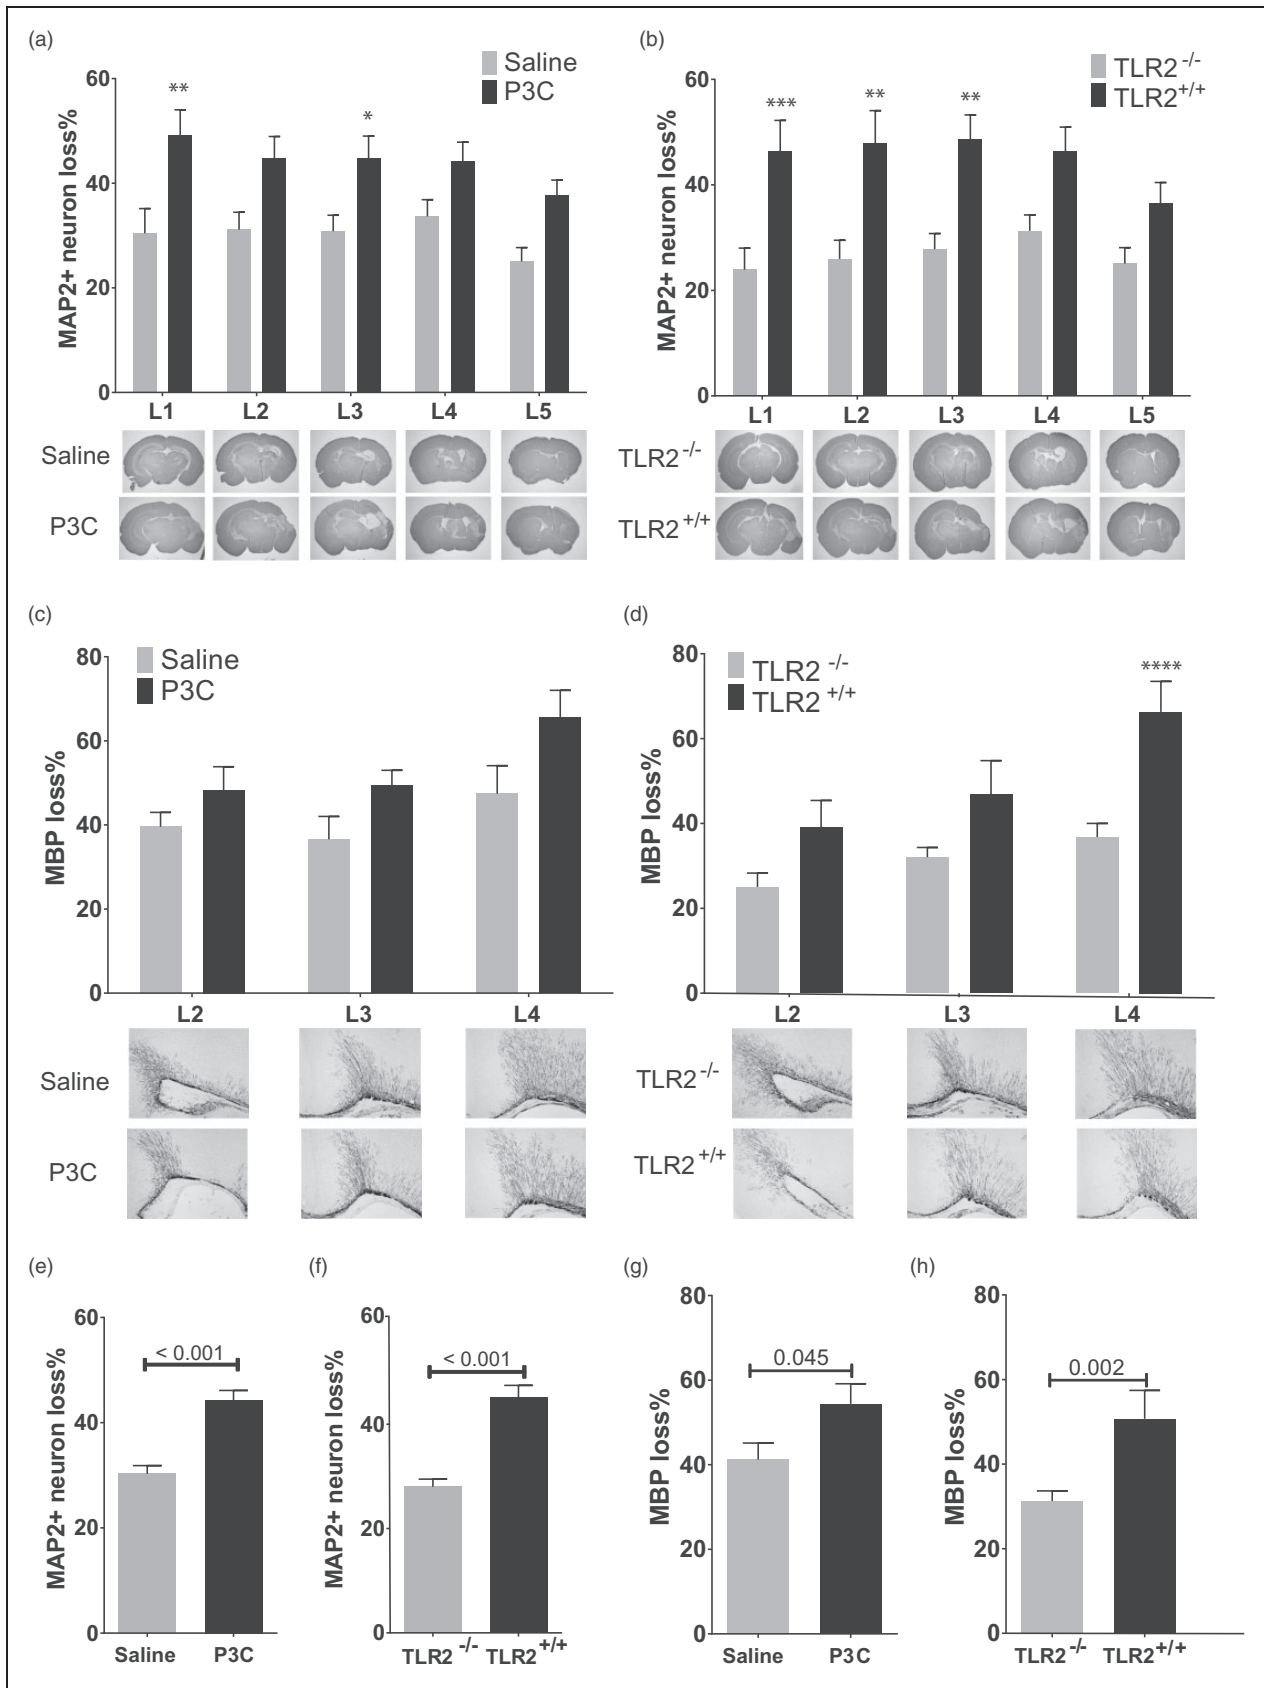 (a)
Saline
P3C
MAP2+ neuron loss%
60
40
20
0
**
*
L1 L2 L3 L4 L5
Saline
P3C
(b)
TLR2-/-
TLR2+/+
MAP2+ neuron loss%
60
40
20
0
***
**
**
L1 L2 L3 L4 L5
TLR2-/-
TLR2+/+
(c)
Saline
P3C
MBP loss%
80
60
40
20
0
L2 L3 L4
Saline
P3C
(d)
TLR2 -/-
TLR2 +/+
MBP loss%
80
60
40
20
0
****
L2 L3 L4
TLR2-/-
TLR2+/+
(e)
MAP2+ neuron loss%
60
40
20
0
< 0.001
Saline P3C
(f)
MAP2+ neuron loss%
60
40
20
0
< 0.001
TLR2-/- TLR2+/+
(g)
MBP loss%
80
60
40
20
0
0.045
Saline P3C
(h)
MBP loss%
80
60
40
20
0
0.002
TLR2-/- TLR2+/+